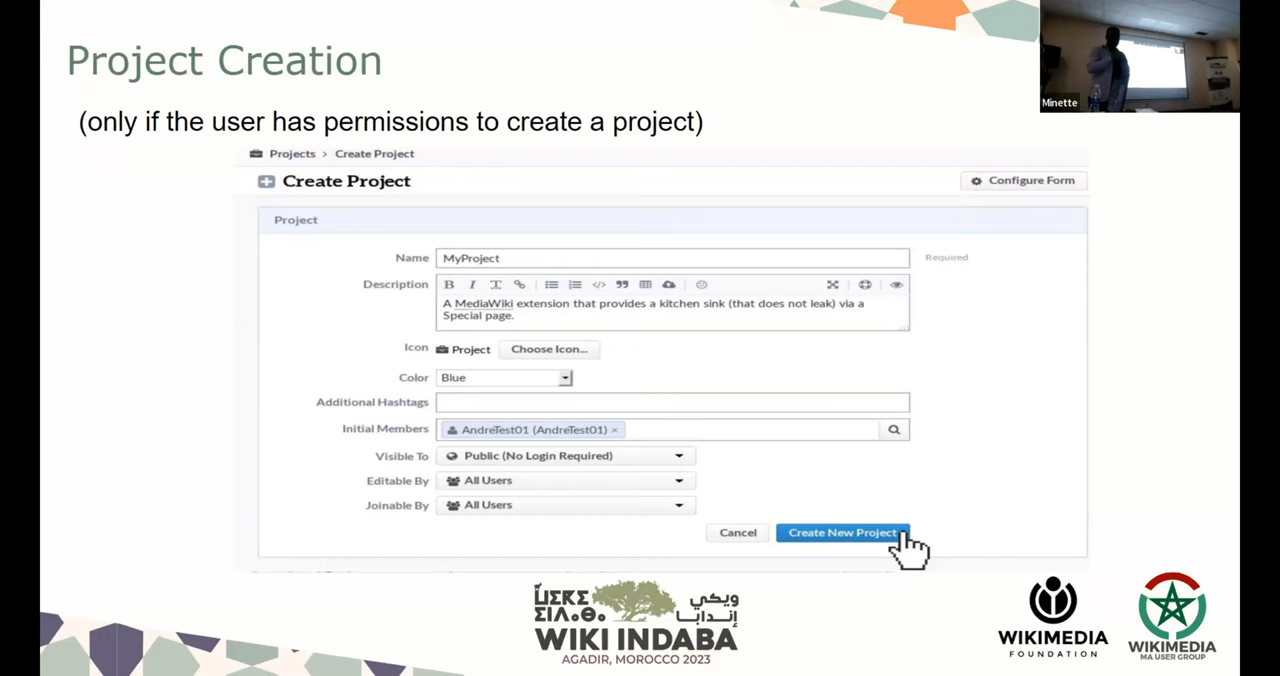 Project Creation
Minette
(only if the user has permissions to create a project)
Projects > Create Project
Create Project
Configure Form
Project
Name
MyProject
Required
Description
A MediaWiki extension that provides a kitchen sink (that does not leak) via a
Special page.
Icon
Project
Choose Icon...
Color
Blue
Additional Hashtags
Initial Members
AndreTest01 (AndreTest01) ×
Visible To
Public (No Login Required)
Editable By
All Users
Joinable By
All Users
Cancel
Create New Project
ويكي
إندابا
WIKI INDABA
AGADIR, MOROCCO 2023
WIKIMEDIA
FOUNDATION
WIKIMEDIA
MA USER GROUP